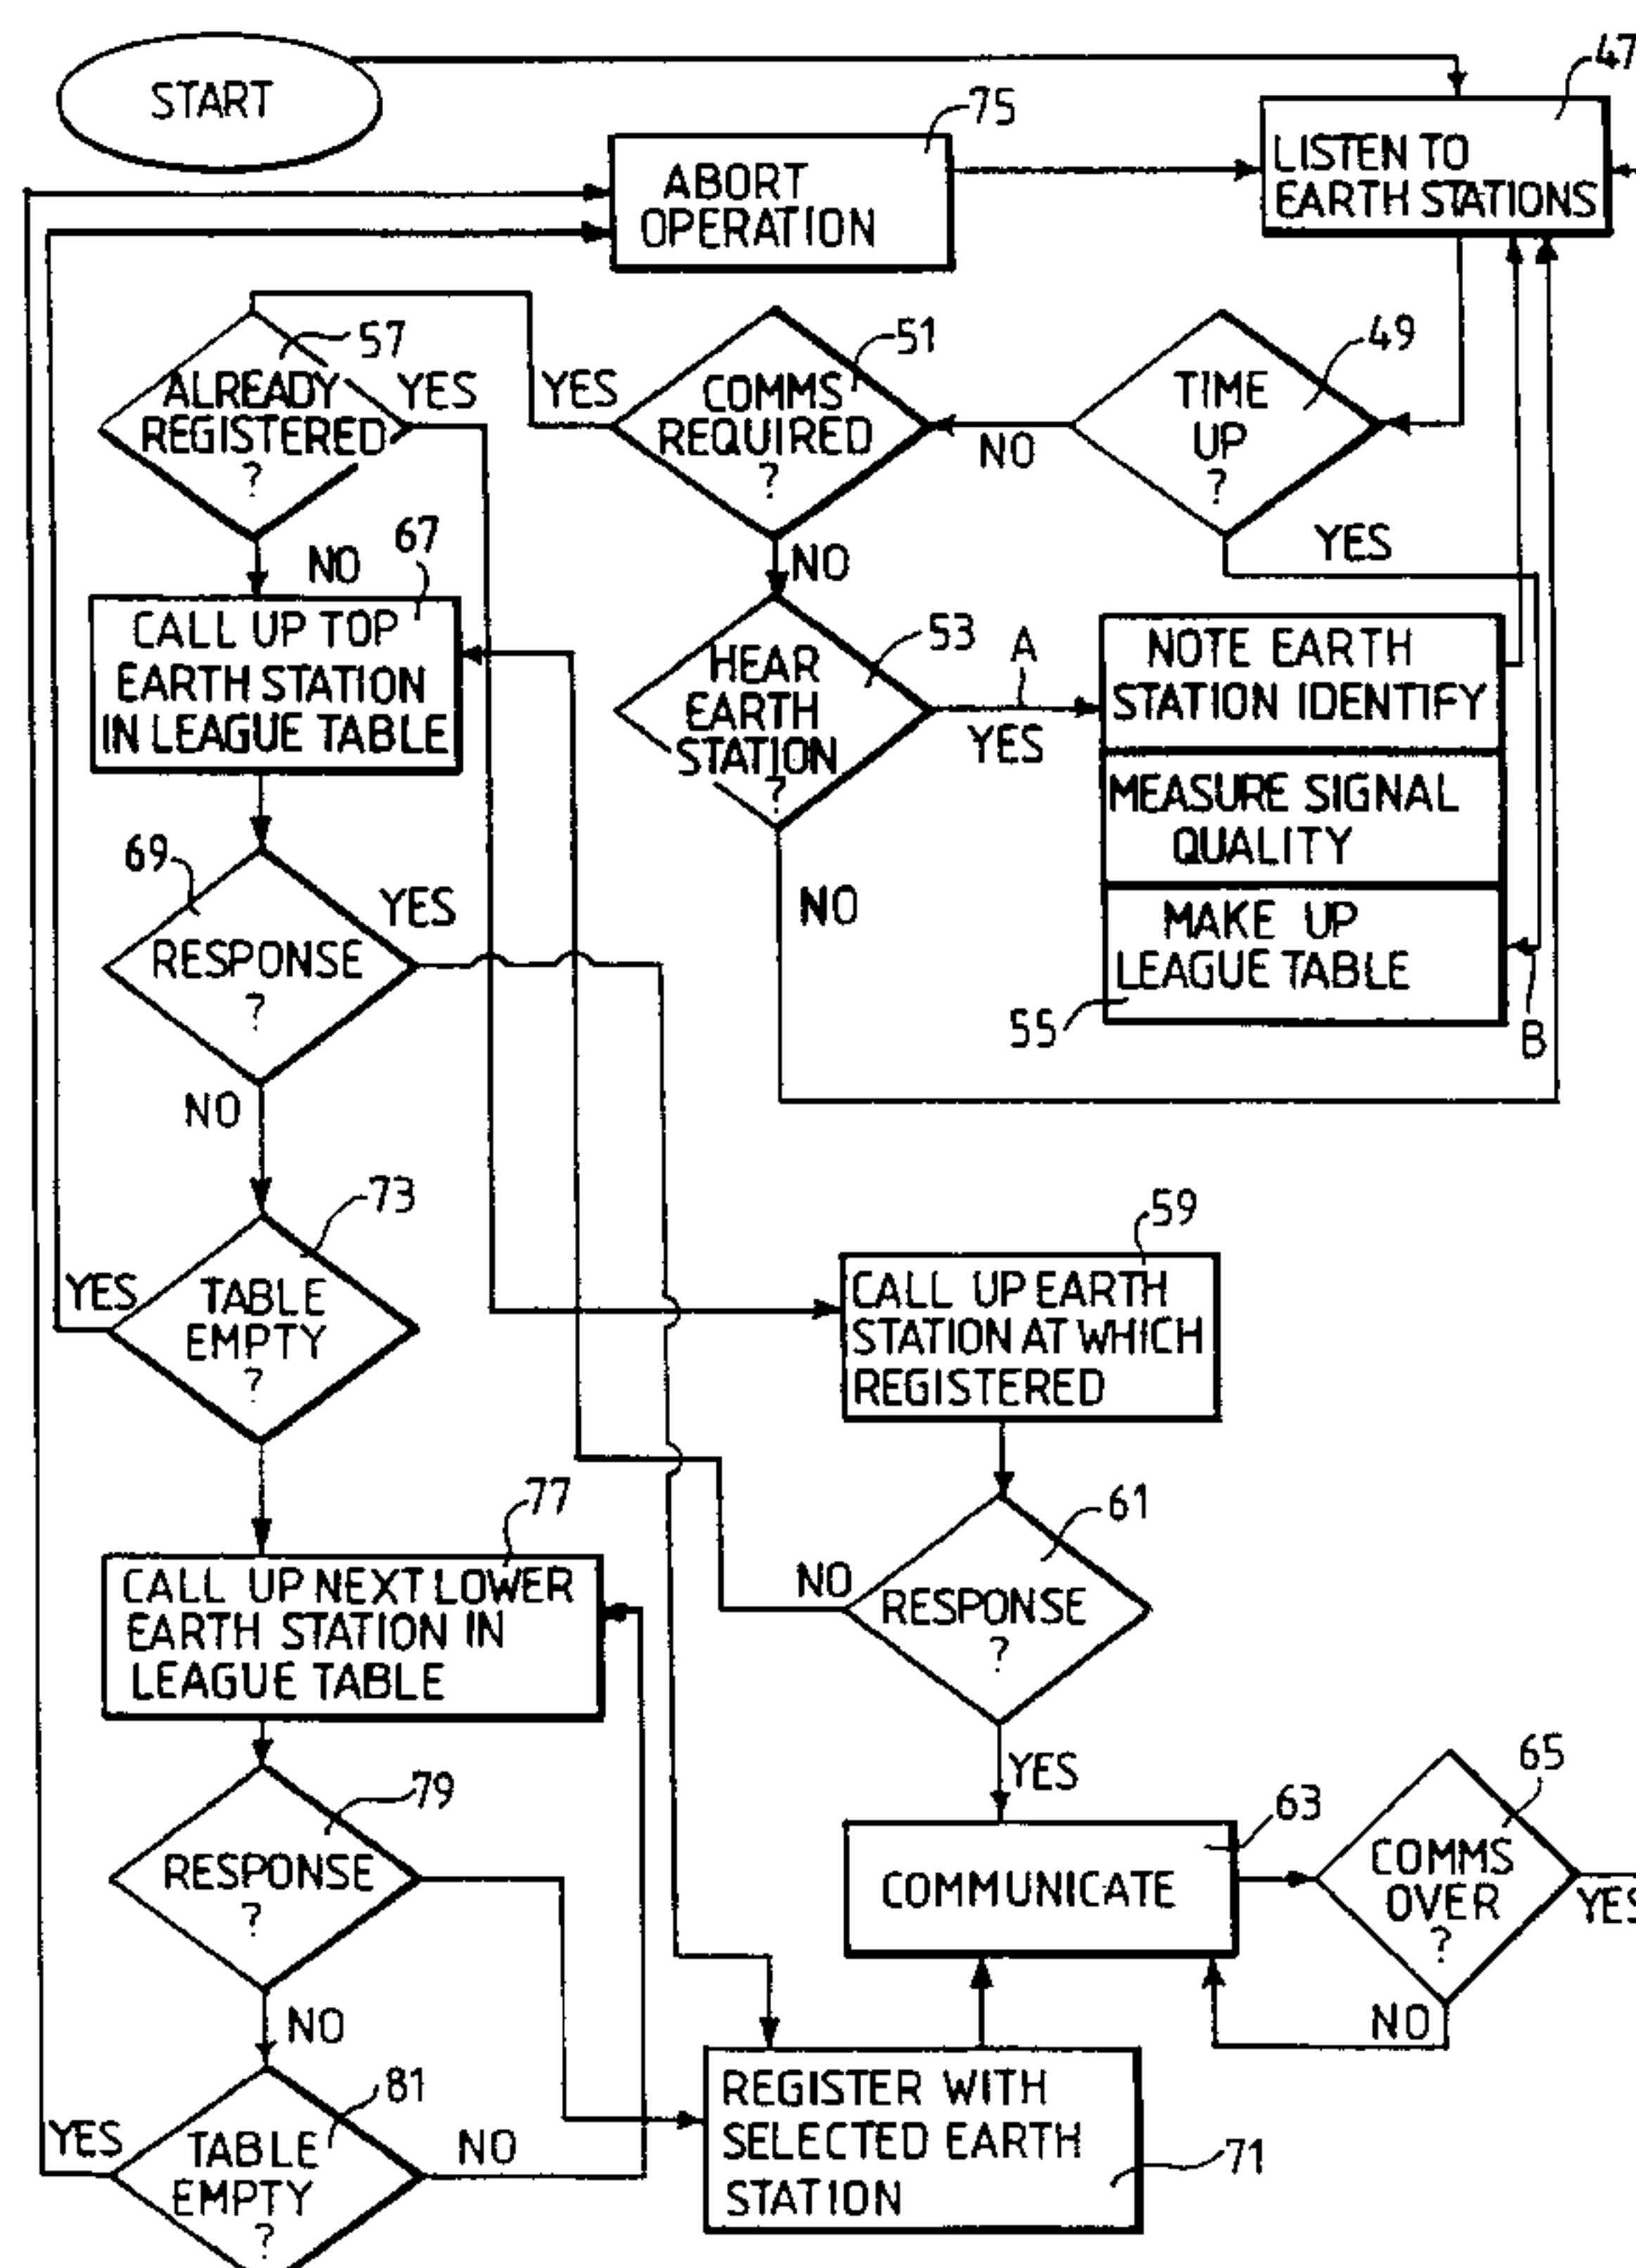 START
47
75
LISTEN TO
EARTH STATIONS
ABORT
OPERATION
57
51
49
ALREADY
REGISTERED
?
YES
YES
COMMS
REQUIRED
?
NO
TIME
UP
?
67
NO
NO
YES
CALL UP TOP
EARTH STATION
IN LEAGUE TABLE
HEAR
EARTH
STATION
?
53
A
YES
NOTE EARTH
STATION IDENTIFY
MEASURE SIGNAL
QUALITY
MAKE UP
LEAGUE TABLE
55
B
69
YES
NO
RESPONSE
?
NO
73
59
YES
TABLE
EMPTY
?
CALL UP EARTH
STATION AT WHICH
REGISTERED
77
61
CALL UP NEXT LOWER
EARTH STATION IN
LEAGUE TABLE
NO
RESPONSE
?
YES
79
65
63
RESPONSE
?
COMMUNICATE
COMMS
OVER
?
YES
NO
NO
81
YES
TABLE
EMPTY
?
NO
REGISTER WITH
SELECTED EARTH
STATION
71